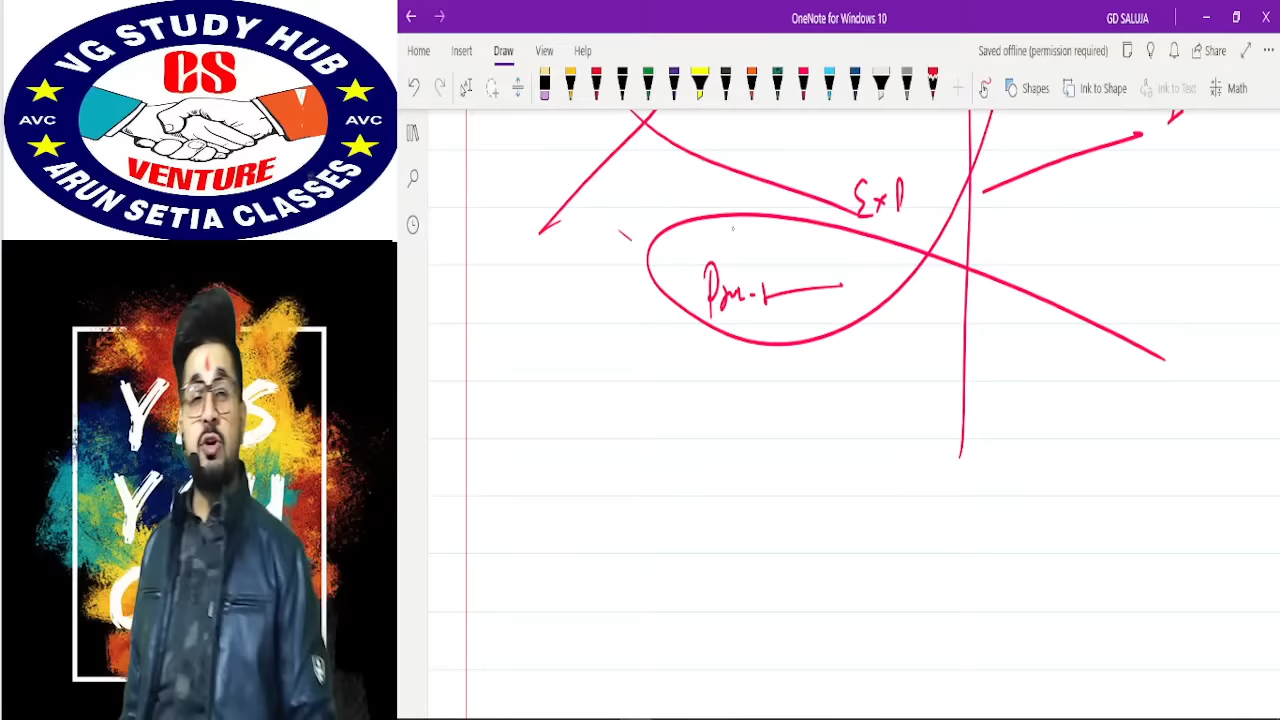 VG STUDY HUB
CS
AVC
AVC
VENTURE
ARUN SETIA CLASSES
OneNote for Windows 10
GD SALUJA
Home
Insert
Draw
View
Help
Saved offline (permission required)
Share
Shapes
Ink to Shape
Ink to Text
Math
Exp
Y
S
Y